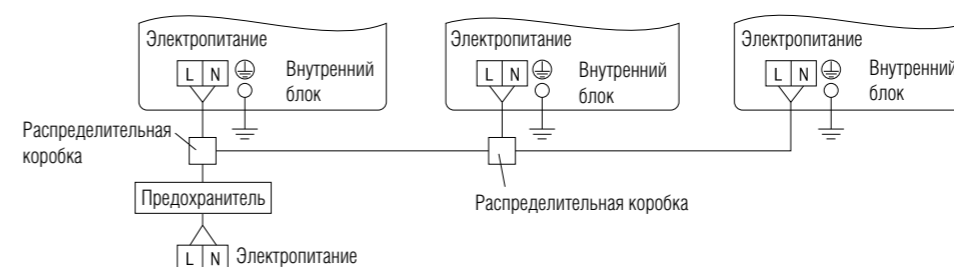 Электропитание
L N
Внутренний
блок
Электропитание
L N
Внутренний
блок
Электропитание
L N
Внутренний
блок
Распределительная
коробка
Предохранитель
Распределительная коробка
L N Электропитание